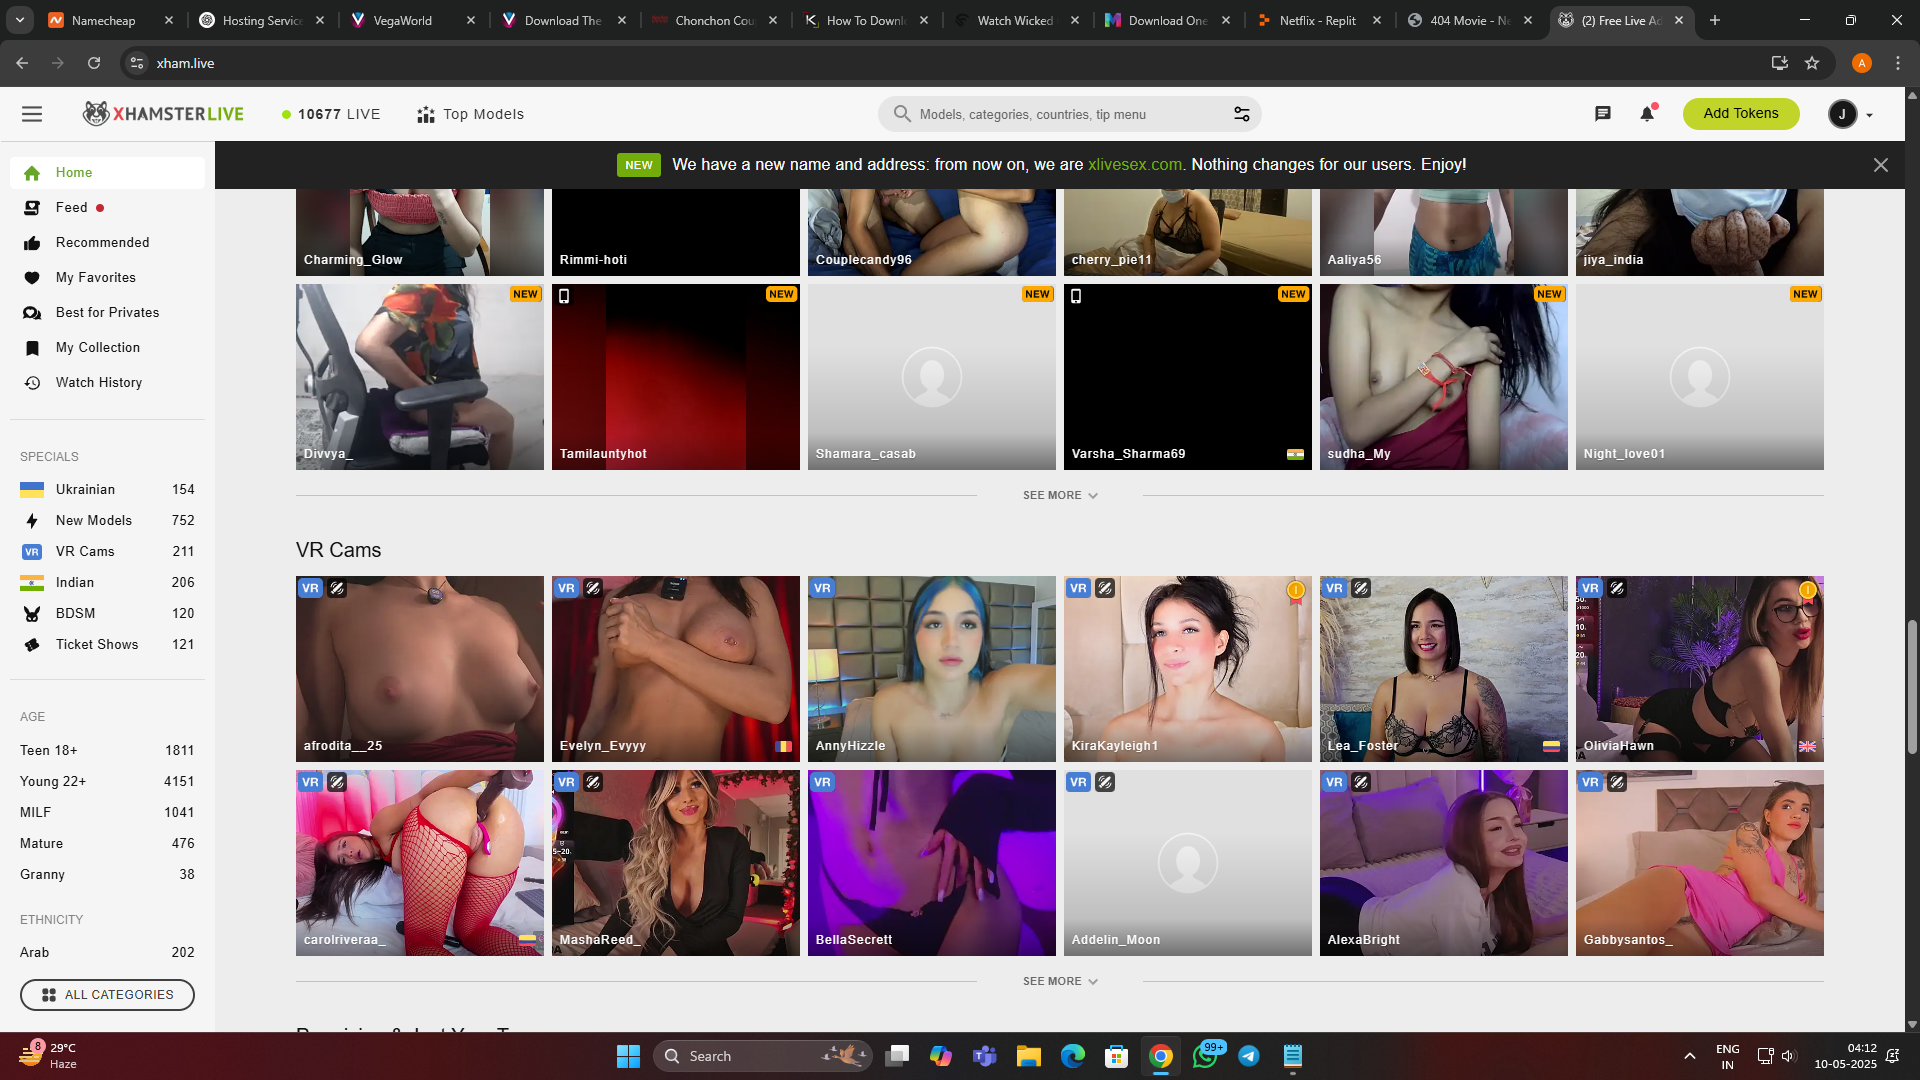 Namecheap
Hosting Service
VegaWorld
Download The
Chonchon Cou
How To Downl
Watch Wicked
Download One
Netflix - Replit
404 Movie - Ne
(2) Free Live Ad
xham.live
A
XHAMSTERLIVE
10677 LIVE
Top Models
Models, categories, countries, tip menu
Add Tokens
J
NEW We have a new name and address: from now on, we are xlivesex.com. Nothing changes for our users. Enjoy!
Home
Feed
Recommended
My Favorites
Best for Privates
My Collection
Watch History
SPECIALS
Ukrainian 154
New Models 752
VR VR Cams 211
Indian 206
BDSM 120
Ticket Shows 121
AGE
Teen 18+ 1811
Young 22+ 4151
MILF 1041
Mature 476
Granny 38
ETHNICITY
Arab 202
ALL CATEGORIES
Charming_Glow
Rimmi-hoti
Couplecandy96
cherry_pie11
Aaliya56
jiya_india
NEW
NEW
NEW
NEW
NEW
NEW
Divvya_
Tamilauntyhot
Shamara_casab
Varsha_Sharma69
sudha_My
Night_love01
SEE MORE
VR Cams
VR
VR
VR
VR
VR
VR
afrodita__25
Evelyn_Evyyy
AnnyHizzle
KiraKayleigh1
Lea_Foster
OliviaHawn
VR
VR
VR
VR
VR
VR
carolriveraa_
MashaReed_
BellaSecrett
Addelin_Moon
AlexaBright
Gabbysantos_
SEE MORE
8
29°C
Haze
Search
99+
ENG
IN
04:12
10-05-2025